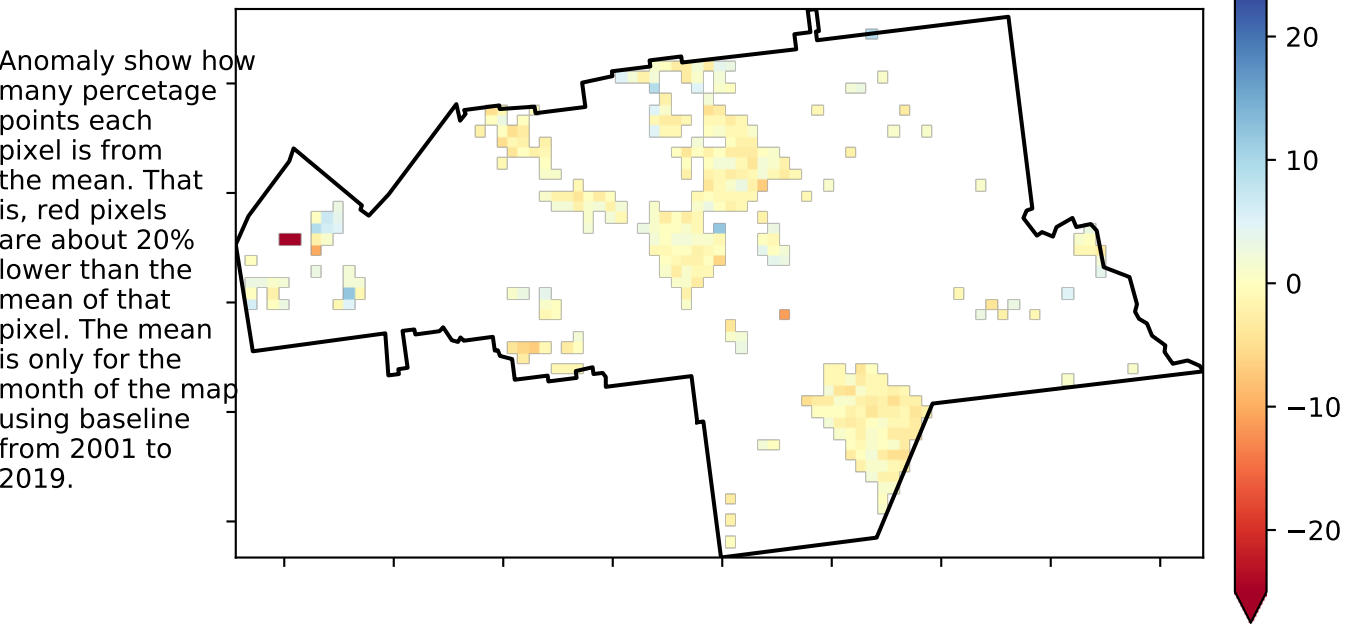 Anomaly show how
many percetage
points each
pixel is from
the mean. That
is, red pixels
are about 20%
lower than the
mean of that
pixel. The mean
is only for the
month of the map
using baseline
from 2001 to
2019.
20
10
0
−10
−20